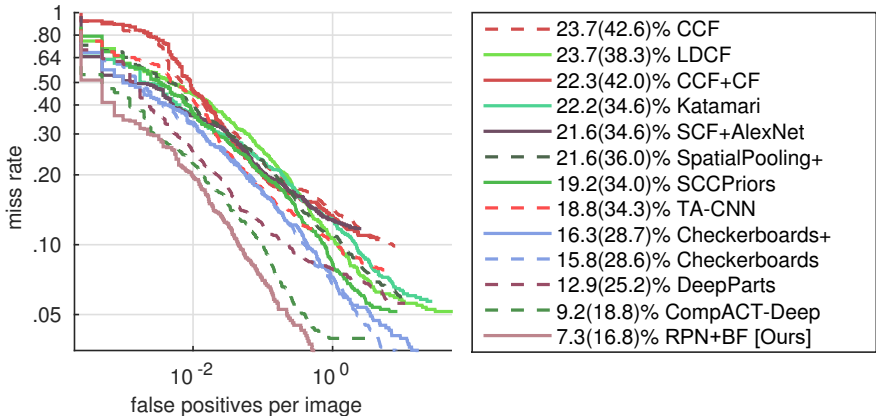 1
.80
.64
.50
.40
.30
.20
.10
.05
miss rate
10^-2
10^0
false positives per image
23.7(42.6)% CCF
23.7(38.3)% LDCF
22.3(42.0)% CCF+CF
22.2(34.6)% Katamari
21.6(34.6)% SCF+AlexNet
21.6(36.0)% SpatialPooling+
19.2(34.0)% SCCPriors
18.8(34.3)% TA-CNN
16.3(28.7)% Checkerboards+
15.8(28.6)% Checkerboards
12.9(25.2)% DeepParts
9.2(18.8)% CompACT-Deep
7.3(16.8)% RPN+BF [Ours]